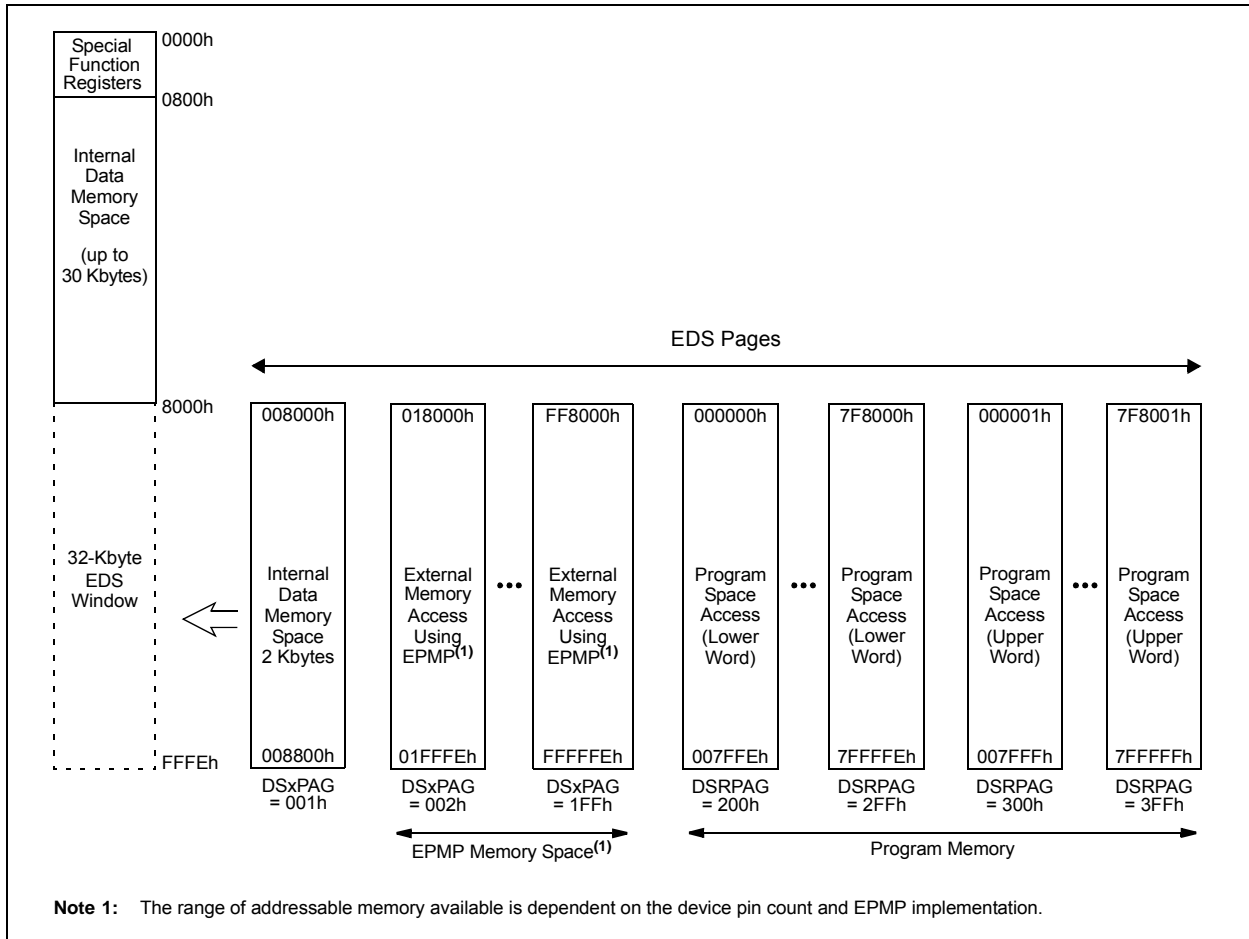 Special
Function
Registers
0000h
0800h
Internal
Data
Memory
Space
(up to
30 Kbytes)
EDS Pages
8000h
32-Kbyte
EDS
Window
FFFEh
008000h
Internal
Data
Memory
Space
2 Kbytes
008800h
DSxPAG
= 001h
018000h
External
Memory
Access
Using
EPMP(1)
01FFFEh
DSxPAG
= 002h
•••
FF8000h
External
Memory
Access
Using
EPMP(1)
FFFFFEh
DSxPAG
= 1FFh
EPMP Memory Space(1)
000000h
Program
Space
Access
(Lower
Word)
007FFEh
DSRPAG
= 200h
•••
7F8000h
Program
Space
Access
(Lower
Word)
7FFFFEh
DSRPAG
= 2FFh
000001h
Program
Space
Access
(Upper
Word)
007FFFh
DSRPAG
= 300h
•••
7F8001h
Program
Space
Access
(Upper
Word)
7FFFFFh
DSRPAG
= 3FFh
Program Memory
Note 1: The range of addressable memory available is dependent on the device pin count and EPMP implementation.